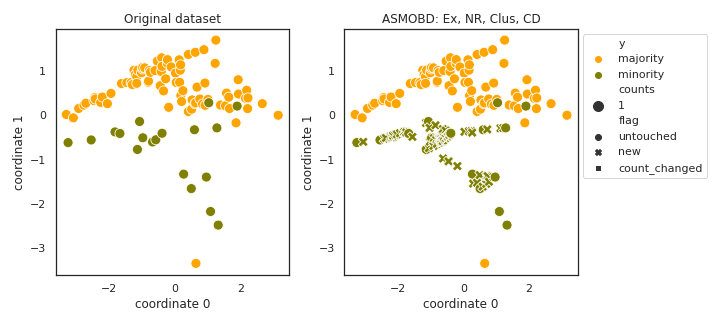 Original dataset
coordinate 1
1
0
−1
−2
−3
−2
0
2
coordinate 0
ASMOBD: Ex, NR, Clus, CD
coordinate 1
1
0
−1
−2
−3
−2
0
2
coordinate 0
y
majority
minority
counts
1
flag
untouched
new
count_changed